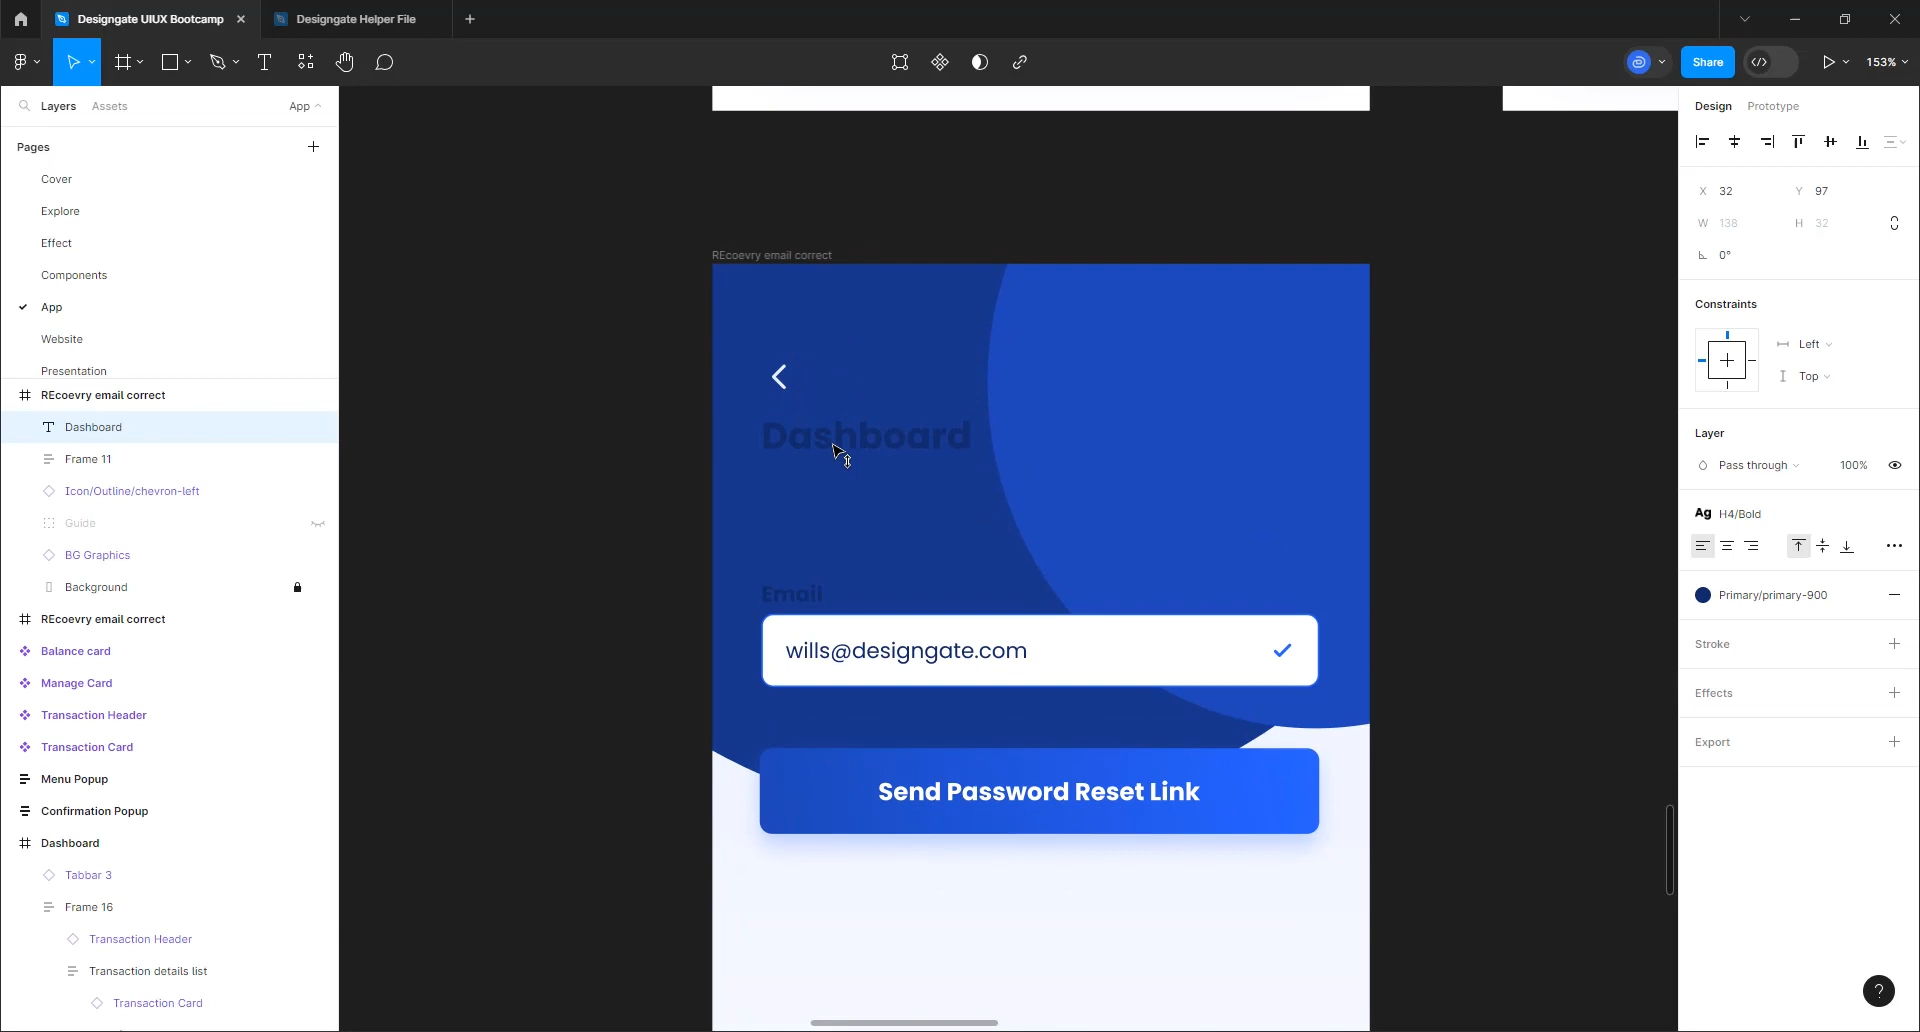 Designgate UIUX Bootcamp
Designgate Helper File
Share
153%
Layers
Assets
App
Pages
Cover
Explore
Effect
Components
App
Website
Presentation
REcoevry email correct
Dashboard
Frame 11
Icon/Outline/chevron-left
Guide
BG Graphics
Background
REcoevry email correct
Balance card
Manage Card
Transaction Header
Transaction Card
Menu Popup
Confirmation Popup
Dashboard
Tabbar 3
Frame 16
Transaction Header
Transaction details list
Transaction Card
REcoevry email correct
Dashboard
Email
wills@designgate.com
Send Password Reset Link
Design
Prototype
X 32
Y 97
W 138
H 32
0°
Constraints
Left
Top
Layer
Pass through
100%
Ag H4/Bold
Primary/primary-900
Stroke
Effects
Export
?